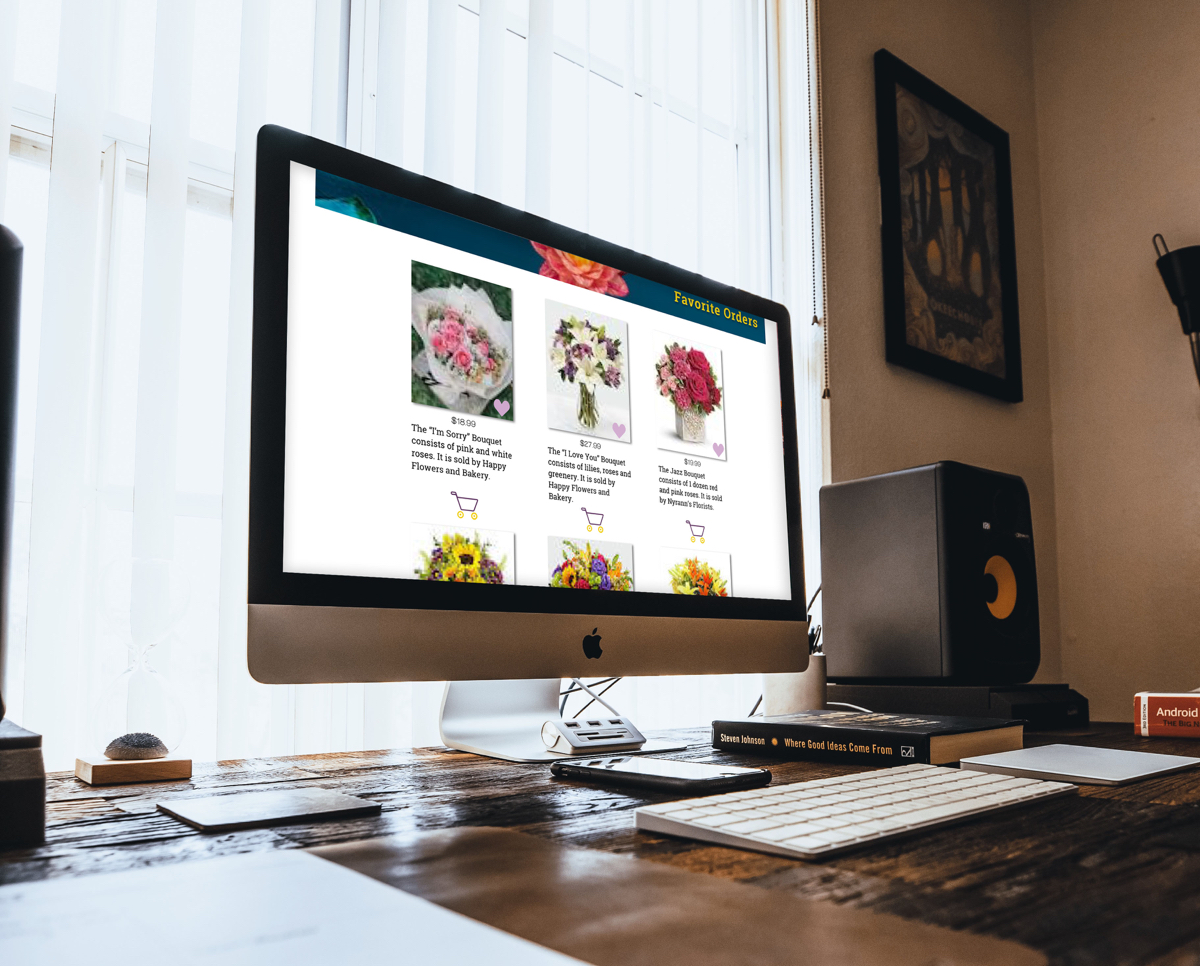 Favorite Orders
$18.99
The "I'm Sorry" Bouquet
consists of pink and white
roses. It is sold by Happy
Flowers and Bakery.
$27.99
The "I Love You" Bouquet
consists of lilies, roses and
greenery. It is sold by
Happy Flowers and
Bakery.
$19.99
The Jazz Bouquet
consists of 1 dozen red
and pink roses. It is sold
by Nyrann's Florists.
Steven Johnson Where Good Ideas Come From
Android